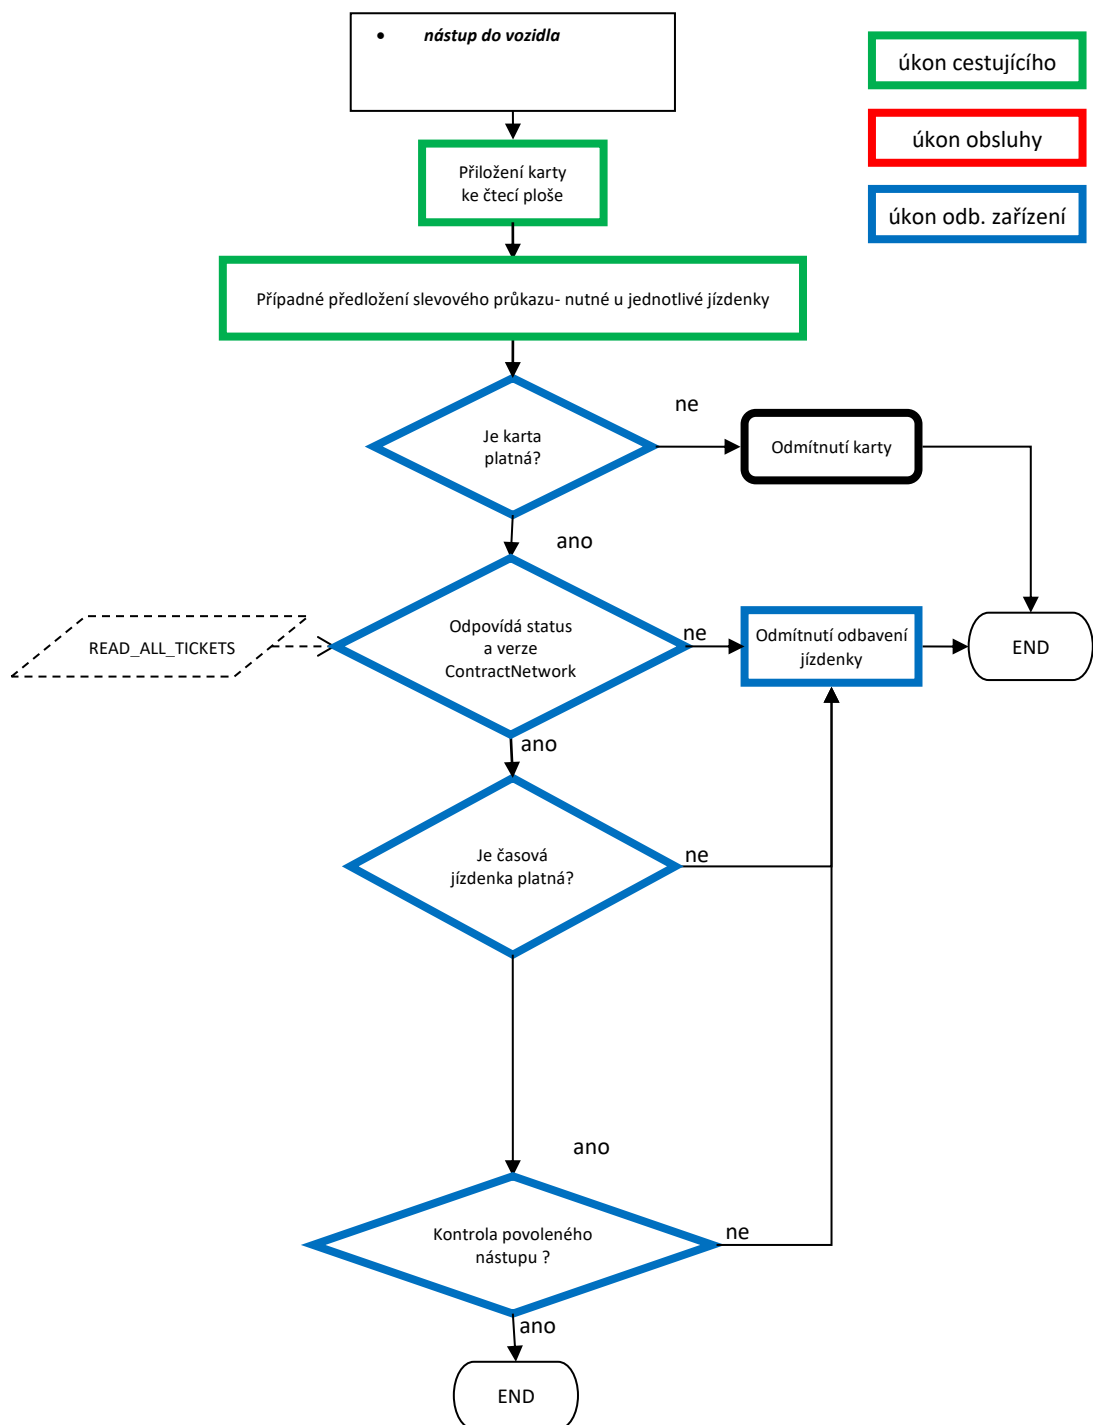 • nástup do vozidla
úkon cestujícího
úkon obsluhy
úkon odb. zařízení
Přiložení karty
ke čtecí ploše
Případné předložení slevového průkazu- nutné u jednotlivé jízdenky
Je karta
platná?
ne
Odmítnutí karty
ano
READ_ALL_TICKETS
Odpovídá status
a verze
ContractNetwork
ne
Odmítnutí odbavení
jízdenky
END
ano
Je časová
jízdenka platná?
ne
ano
Kontrola povoleného
nástupu ?
ne
ano
END